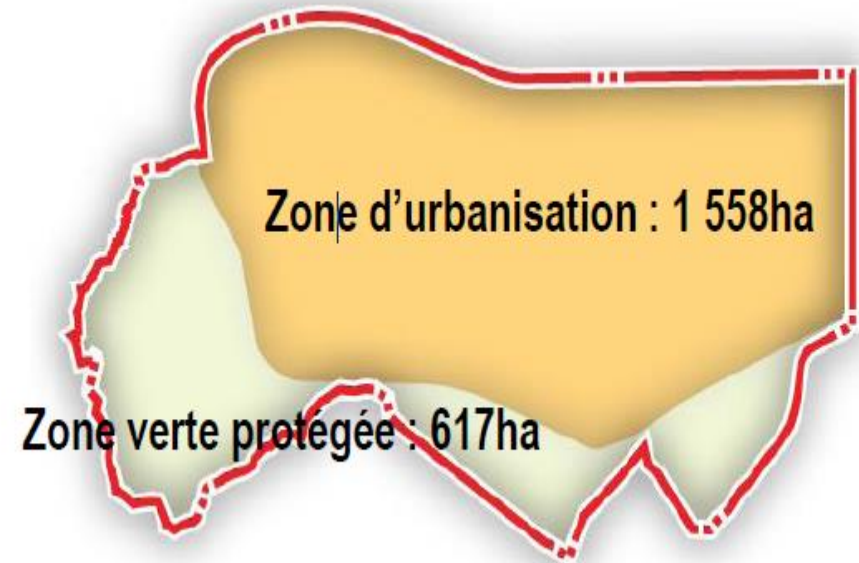 Zone d’urbanisation : 1 558ha
Zone verte protégée : 617ha